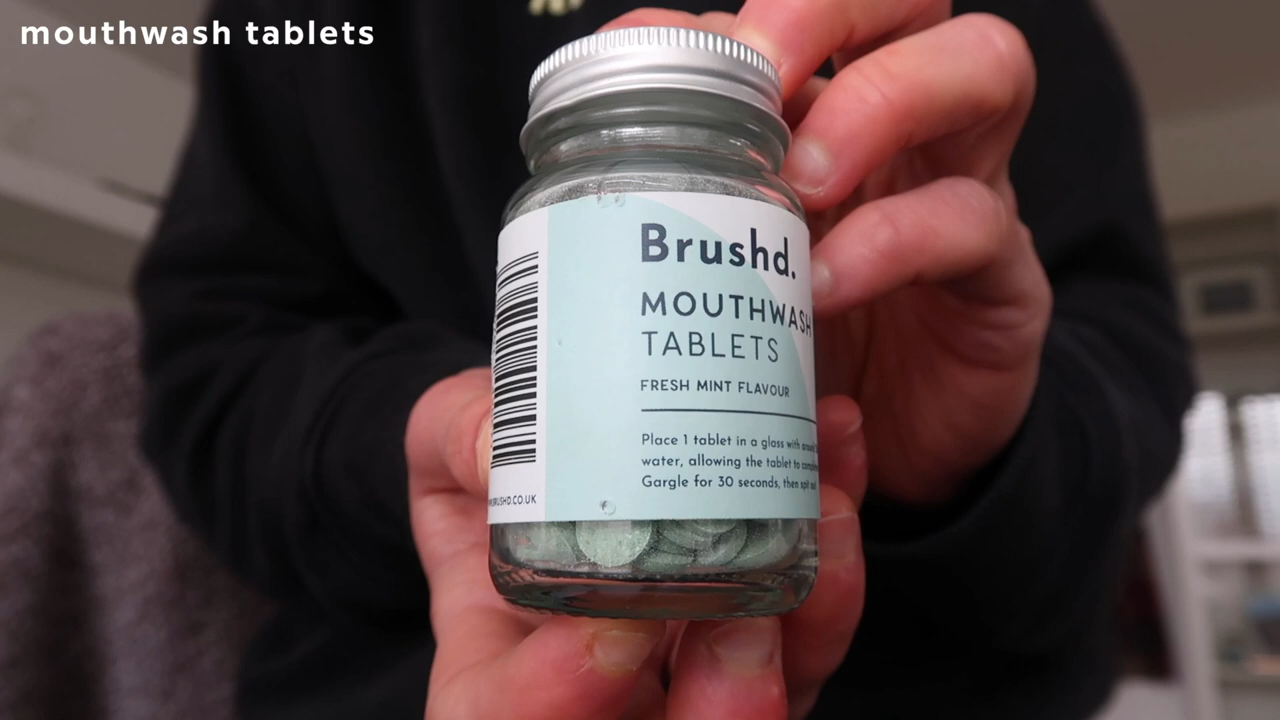 mouthwash tablets
Brushd.
MOUTHWASH
TABLETS
FRESH MINT FLAVOUR
Place 1 tablet in a glass with
water, allowing the tablet to
Gargle for 30 seconds, then spit
BRUSHD.CO.UK